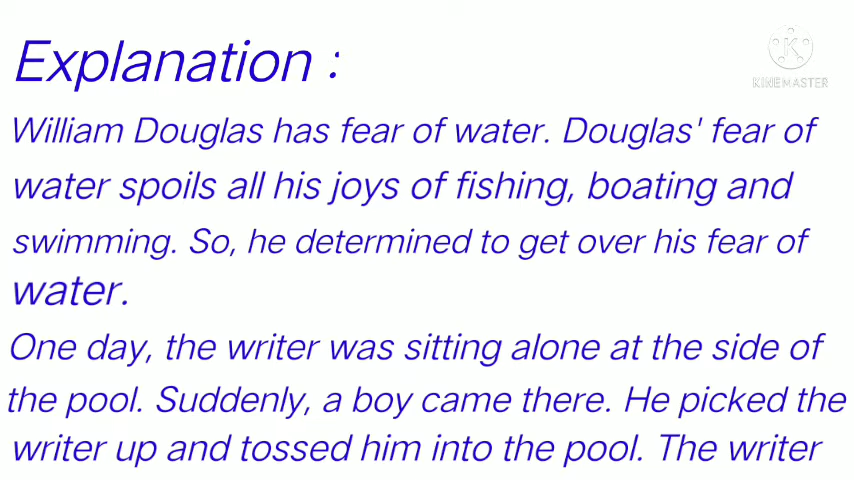 Explanation :
KINEMASTER
William Douglas has fear of water. Douglas' fear of
water spoils all his joys of fishing, boating and
swimming. So, he determined to get over his fear of
water.
One day, the writer was sitting alone at the side of
the pool. Suddenly, a boy came there. He picked the
writer up and tossed him into the pool. The writer